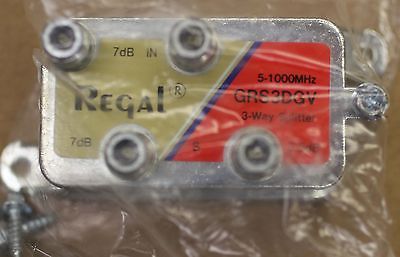 7dB IN
REGAL®
5-1000MHz
GRS3DGV
3-Way Splitter
7dB
S